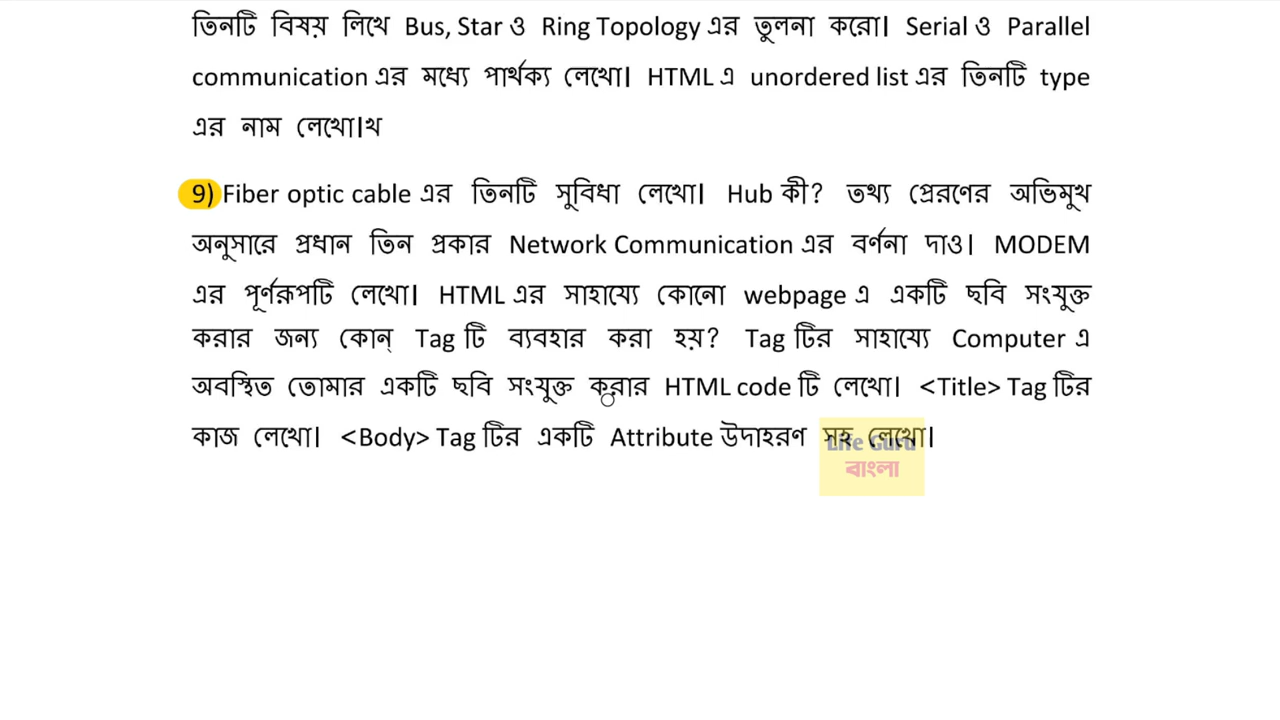 তিনটি বিষয় লিখে Bus, Star ও Ring Topology এর তুলনা করো। Serial ও Parallel
communication এর মধ্যে পার্থক্য লেখো। HTML এ unordered list এর তিনটি type
এর নাম লেখো।খ
9) Fiber optic cable এর তিনটি সুবিধা লেখো। Hub কী? তথ্য প্রেরণের অভিমুখ
অনুসারে প্রধান তিন প্রকার Network Communication এর বর্ণনা দাও। MODEM
এর পূর্ণরূপটি লেখো। HTML এর সাহায্যে কোনো webpage এ একটি ছবি সংযুক্ত
করার জন্য কোন্ Tag টি ব্যবহার করা হয়? Tag টির সাহায্যে Computer এ
অবস্থিত তোমার একটি ছবি সংযুক্ত করার HTML code টি লেখো। <Title> Tag টির
কাজ লেখো। <Body> Tag টির একটি Attribute উদাহরণ সহ লেখো।
Life Guru
বাংলা